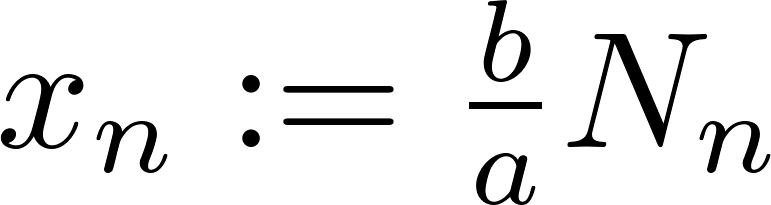 $x_n := \frac{b}{a} N_n$